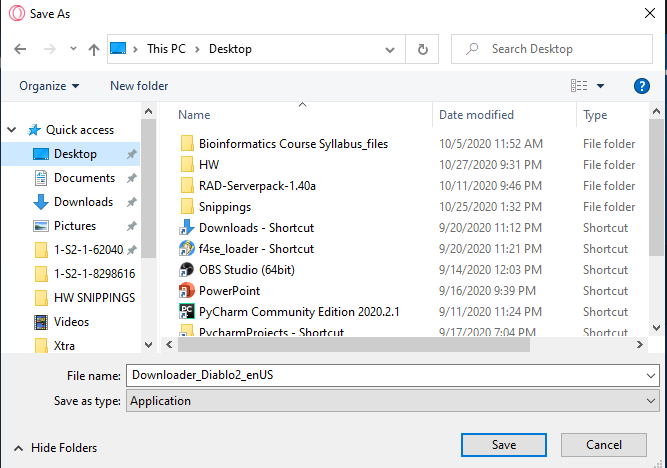 Save As
This PC > Desktop
Search Desktop
Organize
New folder
?
Name Date modified Type
Quick access
Desktop
Documents
Downloads
Pictures
1-S2-1-62040
1-S2-1-8298616
HW SNIPPINGS
Videos
Xtra
Bioinformatics Course Syllabus_files 10/5/2020 11:52 AM File folder
HW 10/27/2020 9:31 PM File folder
RAD-Serverpack-1.40a 10/11/2020 9:46 PM File folder
Snippings 10/25/2020 1:32 PM File folder
Downloads - Shortcut 9/20/2020 11:12 PM Shortcut
f4se_loader - Shortcut 9/20/2020 11:21 PM Shortcut
OBS Studio (64bit) 9/14/2020 12:03 PM Shortcut
PowerPoint 9/16/2020 9:39 PM Shortcut
PyCharm Community Edition 2020.2.1 9/11/2020 11:24 PM Shortcut
PycharmProjects - Shortcut 9/17/2020 7:04 PM Shortcut
File name: Downloader_Diablo2_enUS
Save as type: Application
Hide Folders
Save
Cancel